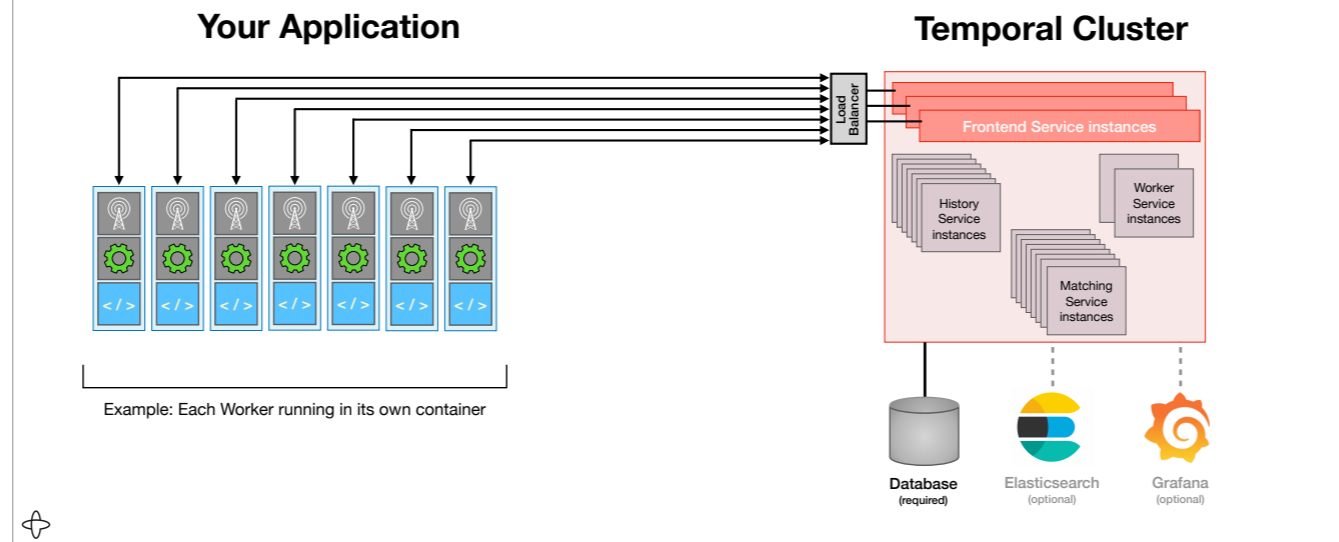 Your Application
Temporal Cluster
Load
Balancer
Frontend Service instances
History
Service
instances
Worker
Service
instances
Matching
Service
instances
</>
</>
</>
</>
</>
</>
</>
Example: Each Worker running in its own container
Database
(required)
Elasticsearch
(optional)
Grafana
(optional)